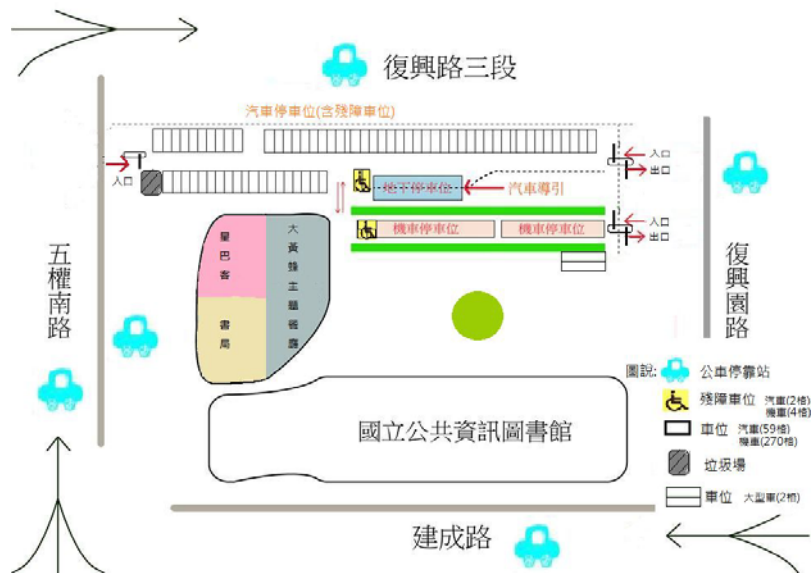 復興路三段
汽車停車位(含殘障車位)
入口
出口
入口
地下停車位
汽車導引
機車停車位
機車停車位
入口
出口
星巴客
書局
大黃蜂主題餐廳
五權南路
復興園路
圖說:
公車停靠站
殘障車位 汽車(2格)
機車(4格)
車位 汽車(59格)
機車(270格)
垃圾場
車位 大型車(2格)
國立公共資訊圖書館
建成路